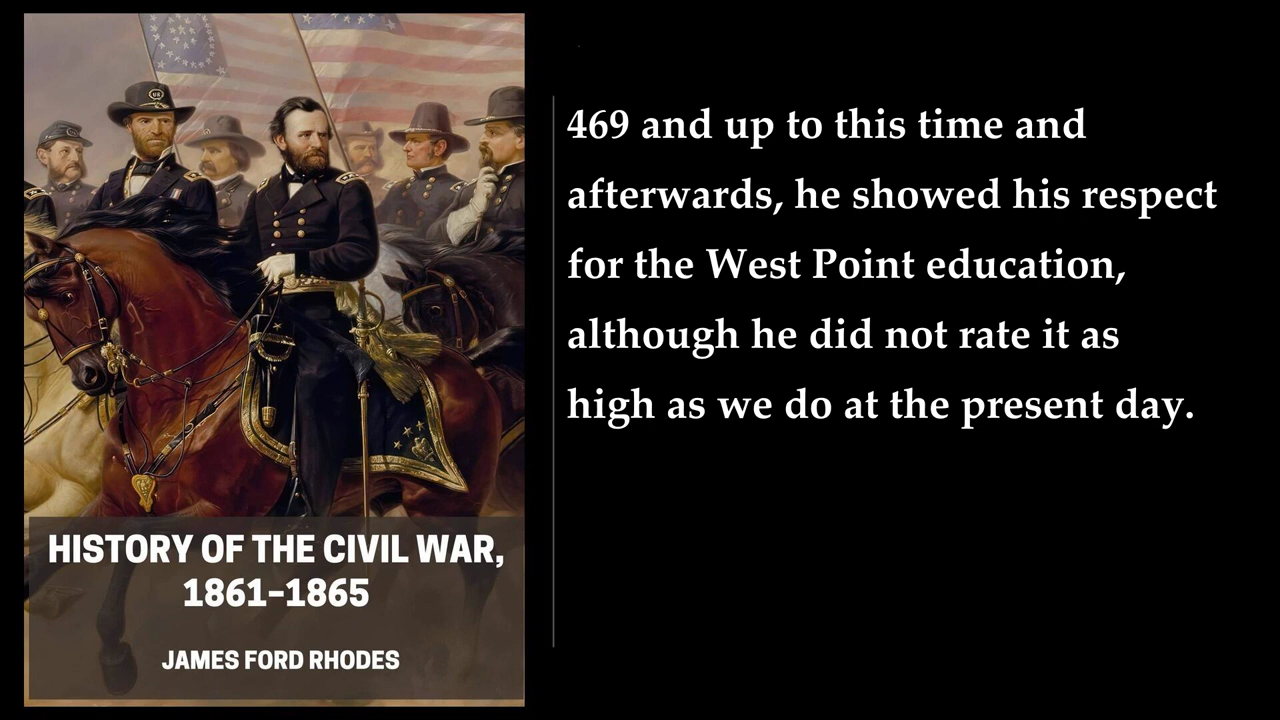 469 and up to this time and
afterwards, he showed his respect
for the West Point education,
although he did not rate it as
high as we do at the present day.
HISTORY OF THE CIVIL WAR,
1861–1865
JAMES FORD RHODES